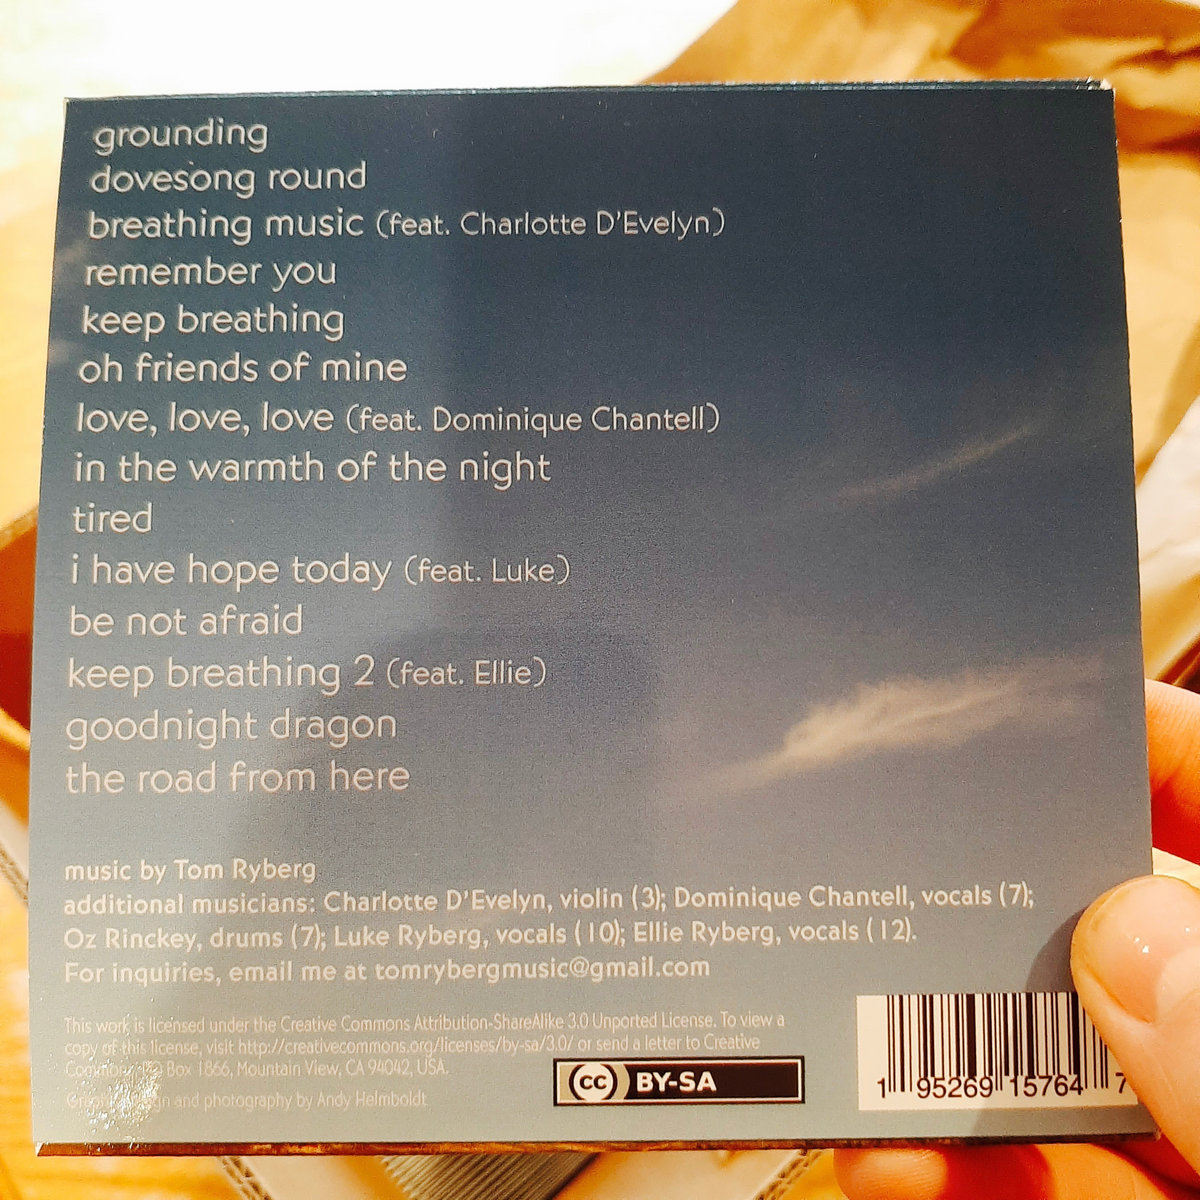 grounding
dovesong round
breathing music (feat. Charlotte D'Evelyn)
remember you
keep breathing
oh friends of mine
love, love, love (feat. Dominique Chantell)
in the warmth of the night
tired
i have hope today (feat. Luke)
be not afraid
keep breathing 2 (feat. Ellie)
goodnight dragon
the road from here
music by Tom Ryberg
additional musicians: Charlotte D'Evelyn, violin (3); Dominique Chantell, vocals (7);
Oz Rinckey, drums (7); Luke Ryberg, vocals (10); Ellie Ryberg, vocals (12).
For inquiries, email me at tomrybergmusic@gmail.com
This work is licensed under the Creative Commons Attribution-ShareAlike 3.0 Unported License. To view a
copy of this license, visit http://creativecommons.org/licenses/by-sa/3.0/ or send a letter to Creative
Box 1866, Mountain View, CA 94042, USA.
and photography by Andy Helmboldt
cc BY-SA
1 95269 15764 7